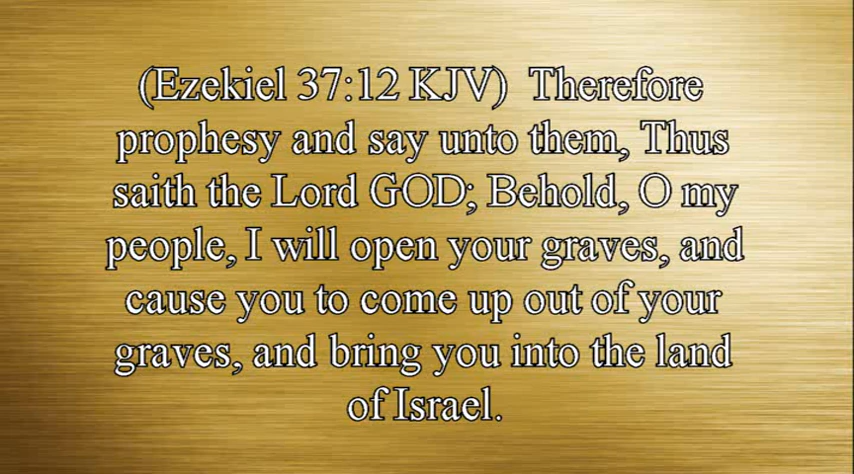 (Ezekiel 37:12 KJV)  Therefore
prophesy and say unto them, Thus
saith the Lord GOD; Behold, O my
people, I will open your graves, and
cause you to come up out of your
graves, and bring you into the land
of Israel.